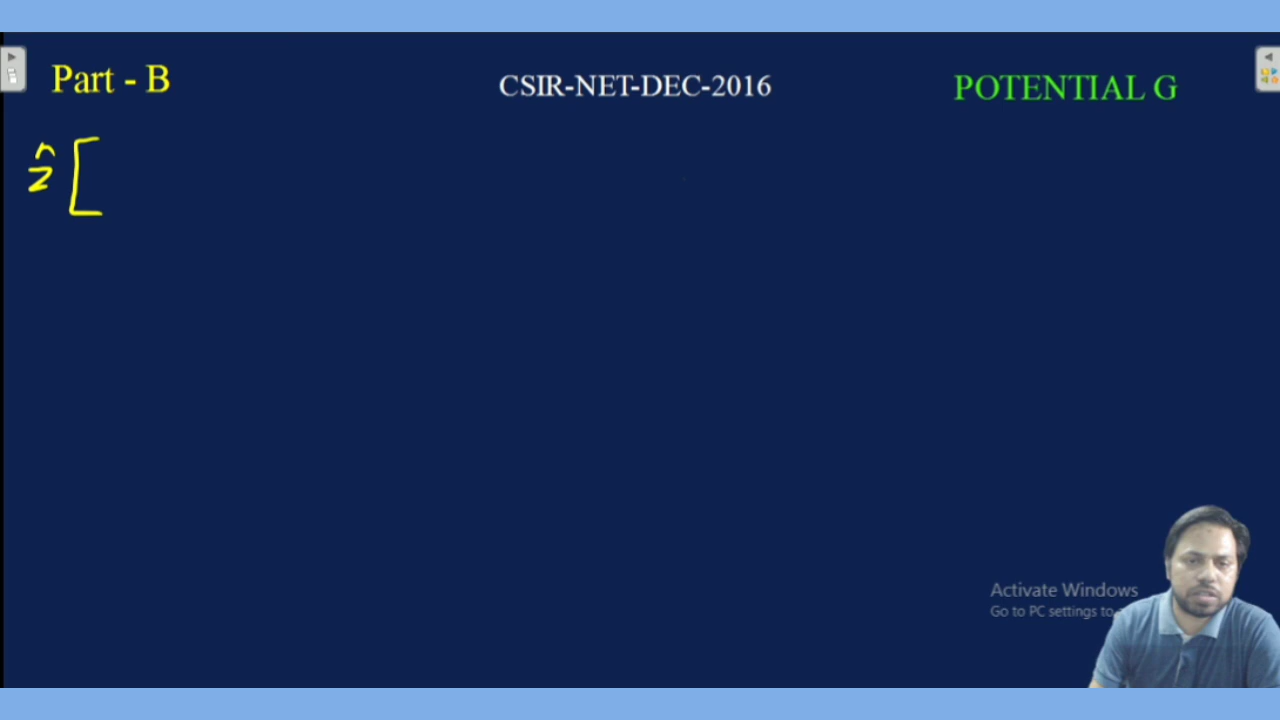 Part - B CSIR-NET-DEC-2016 POTENTIAL G
ẑ [
Activate Windows
Go to PC settings to